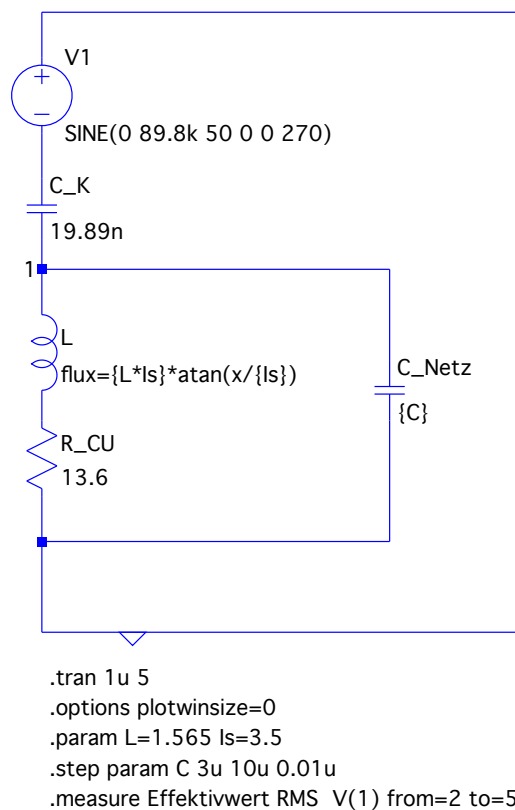 V1
SINE(0 89.8k 50 0 0 270)
C_K
19.89n
1
L
flux={L*Is}*atan(x/{Is})
C_Netz
{C}
R_CU
13.6
.tran 1u 5
.options plotwinsize=0
.param L=1.565 Is=3.5
.step param C 3u 10u 0.01u
.measure Effektivwert RMS V(1) from=2 to=5